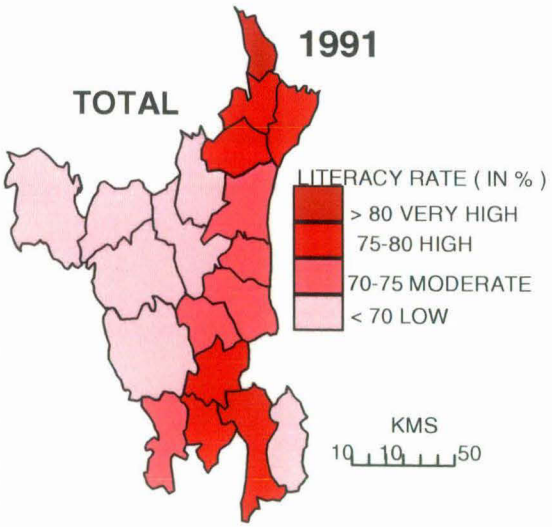 1991
TOTAL
LITERACY RATE ( IN % )
> 80 VERY HIGH
75-80 HIGH
70-75 MODERATE
< 70 LOW
KMS
10 10 50